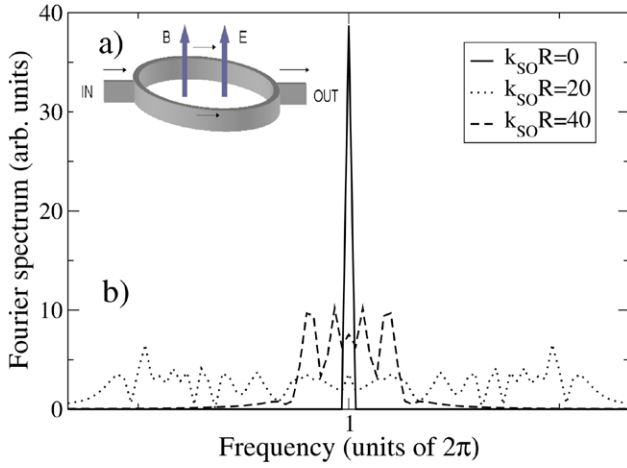 40
30
20
10
0
Fourier spectrum (arb. units)
a)
B
E
IN
OUT
k_SO R=0
k_SO R=20
k_SO R=40
b)
1
Frequency (units of 2π)